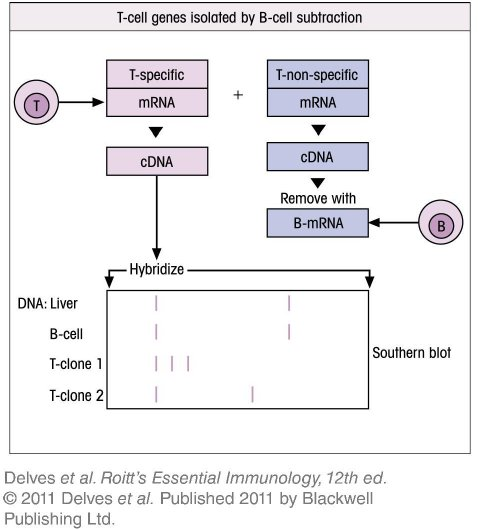 T-cell genes isolated by B-cell subtraction
T-specific
mRNA
T-non-specific
mRNA
T
+
cDNA
cDNA
Remove with
B-mRNA
B
Hybridize
DNA: Liver
B-cell
T-clone 1
T-clone 2
Southern blot
Delves et al. Roitt's Essential Immunology, 12th ed.
© 2011 Delves et al. Published 2011 by Blackwell
Publishing Ltd.